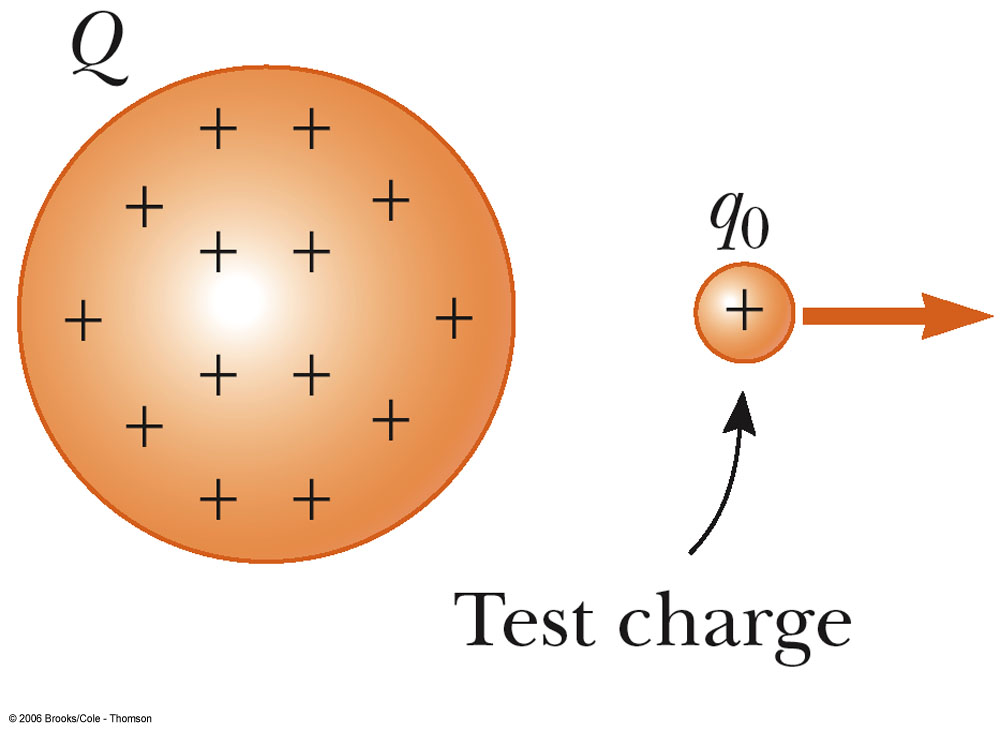 Q
+ +
+ +
+ +
+ +
+ +
+ +
+ +
q0
+
Test charge
© 2006 Brooks/Cole - Thomson